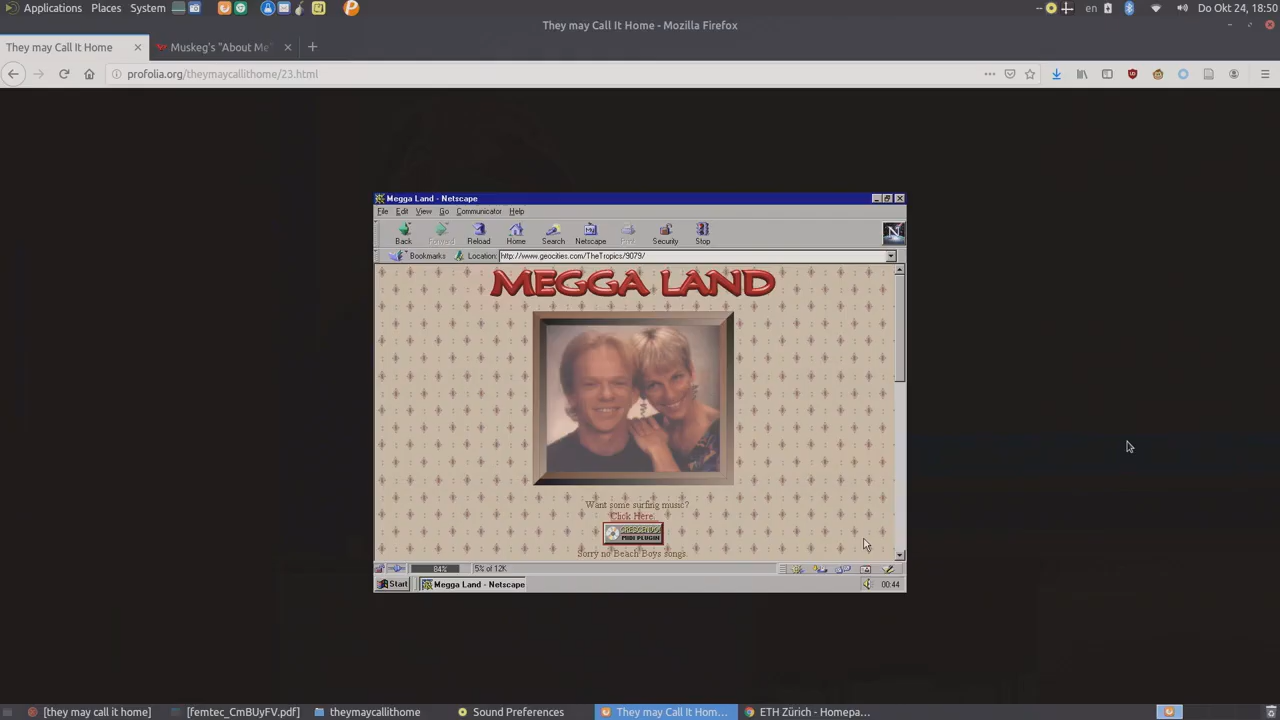 Applications Places System
en Do Okt 24, 18:50
They may Call It Home - Mozilla Firefox
They may Call It Home
Muskeg's "About Me"
profolia.org/theymaycallithome/23.html
Megga Land - Netscape
File Edit View Go Communicator Help
Back Forward Reload Home Search Netscape Print Security Stop
Bookmarks Location: http://www.geocities.com/TheTropics/9079/
MEGGA LAND
Want some surfing music?
Click Here.
CRESCENDO
MIDI PLUGIN
Sorry no Beach Boys songs.
84% 5% of 12K
Start Megga Land - Netscape 00:44
[they may call it home] [femtec_CmBUyFV.pdf] theymaycallithome Sound Preferences They may Call It Hom... ETH Zürich - Homepa...